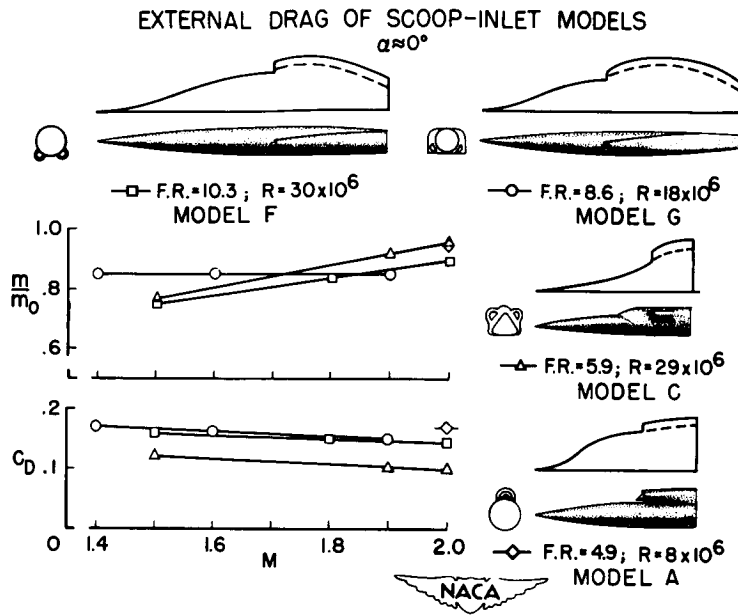 EXTERNAL DRAG OF SCOOP-INLET MODELS
α≈0°
F.R.=10.3; R=30x10⁶
MODEL F
F.R.=8.6; R=18x10⁶
MODEL G
1.0
m/m₀
.8
.6
F.R.=5.9; R=29x10⁶
MODEL C
.2
C_D .1
0
1.4 1.6 1.8 2.0
M
F.R.=4.9; R=8x10⁶
MODEL A
NACA